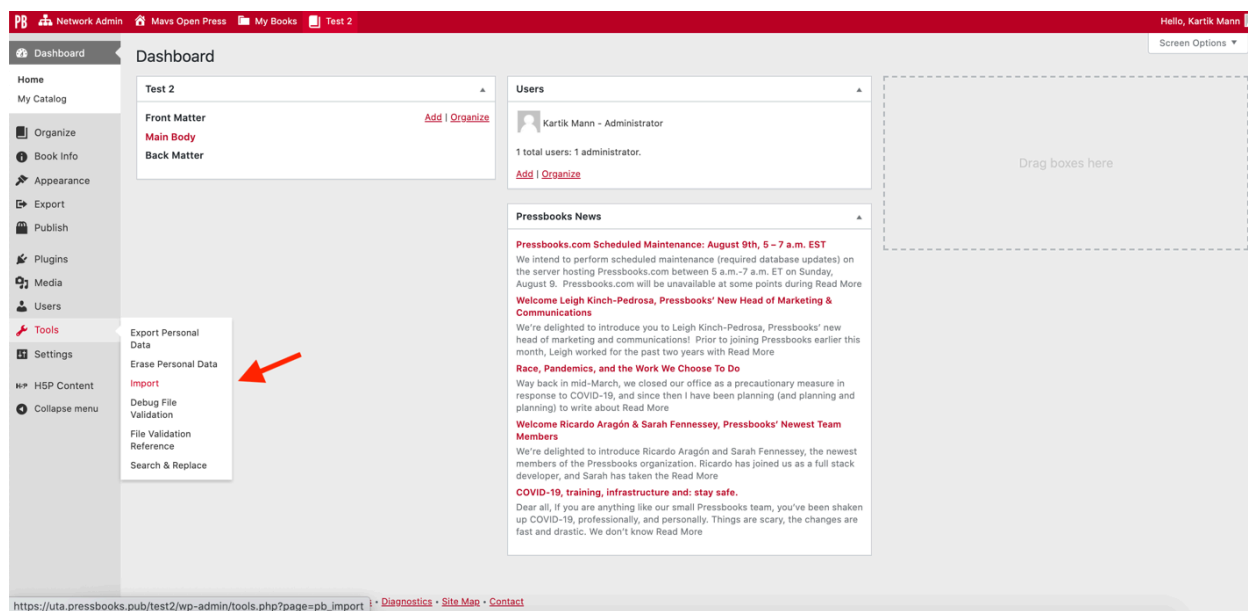 PB Network Admin Mavs Open Press My Books Test 2 Hello, Kartik Mann
Screen Options ▼
Dashboard
Home
My Catalog
Organize
Book Info
Appearance
Export
Publish
Plugins
Media
Users
Tools
Settings
H-P H5P Content
Collapse menu
Export Personal
Data
Erase Personal Data
Import
Debug File
Validation
File Validation
Reference
Search & Replace
Dashboard
Test 2
Front Matter Add | Organize
Main Body
Back Matter
Users
Kartik Mann - Administrator
1 total users: 1 administrator.
Add | Organize
Pressbooks News
Pressbooks.com Scheduled Maintenance: August 9th, 5 – 7 a.m. EST
We intend to perform scheduled maintenance (required database updates) on
the server hosting Pressbooks.com between 5 a.m.-7 a.m. ET on Sunday,
August 9. Pressbooks.com will be unavailable at some points during Read More
Welcome Leigh Kinch-Pedrosa, Pressbooks' New Head of Marketing &
Communications
We're delighted to introduce you to Leigh Kinch-Pedrosa, Pressbooks' new
head of marketing and communications! Prior to joining Pressbooks earlier this
month, Leigh worked for the past two years with Read More
Race, Pandemics, and the Work We Choose To Do
Way back in mid-March, we closed our office as a precautionary measure in
response to COVID-19, and since then I have been planning (and planning and
planning) to write about Read More
Welcome Ricardo Aragón & Sarah Fennessey, Pressbooks' Newest Team
Members
We're delighted to introduce Ricardo Aragón and Sarah Fennessey, the newest
members of the Pressbooks organization. Ricardo has joined us as a full stack
developer, and Sarah has taken the Read More
COVID-19, training, infrastructure and: stay safe.
Dear all, If you are anything like our small Pressbooks team, you've been shaken
up COVID-19, professionally, and personally. Things are scary, the changes are
fast and drastic. We don't know Read More
Drag boxes here
https://uta.pressbooks.pub/test2/wp-admin/tools.php?page=pb_import • Diagnostics • Site Map • Contact